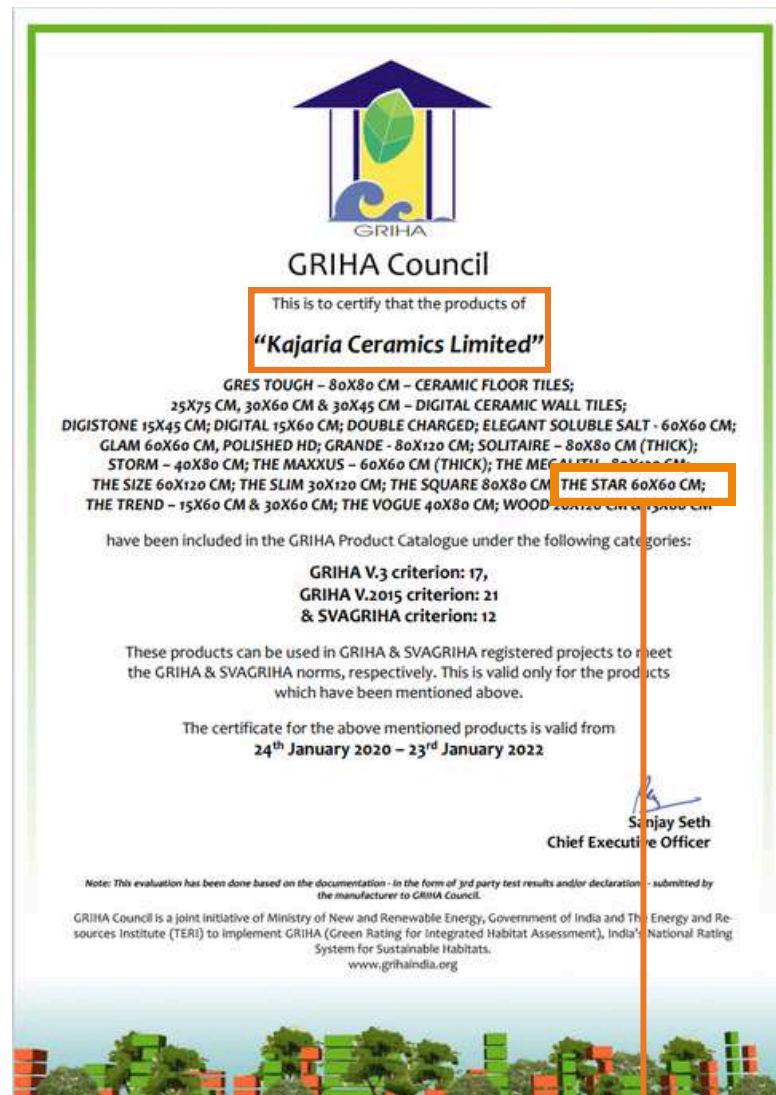 GRIHA
GRIHA Council
This is to certify that the products of
“Kajaria Ceramics Limited”
GRES TOUGH – 80X80 CM – CERAMIC FLOOR TILES;
25X75 CM, 30X60 CM & 30X45 CM – DIGITAL CERAMIC WALL TILES;
DIGISTONE 15X45 CM; DIGITAL 15X60 CM; DOUBLE CHARGED; ELEGANT SOLUBLE SALT - 60X60 CM;
GLAM 60X60 CM, POLISHED HD; GRANDE - 80X120 CM; SOLITAIRE – 80X80 CM (THICK);
STORM – 40X80 CM; THE MAXXUS – 60X60 CM (THICK); THE MEGALITH - 80X120 CM;
THE SIZE 60X120 CM; THE SLIM 30X120 CM; THE SQUARE 80X80 CM; THE STAR 60X60 CM;
THE TREND – 15X60 CM & 30X60 CM; THE VOGUE 40X80 CM; WOOD 20X120 CM & 15X60 CM
have been included in the GRIHA Product Catalogue under the following categories:
GRIHA V.3 criterion: 17,
GRIHA V.2015 criterion: 21
& SVAGRIHA criterion: 12
These products can be used in GRIHA & SVAGRIHA registered projects to meet
the GRIHA & SVAGRIHA norms, respectively. This is valid only for the products
which have been mentioned above.
The certificate for the above mentioned products is valid from
24th January 2020 – 23rd January 2022
Sanjay Seth
Chief Executive Officer
Note: This evaluation has been done based on the documentation - in the form of 3rd party test results and/or declarations - submitted by
the manufacturer to GRIHA Council.
GRIHA Council is a joint initiative of Ministry of New and Renewable Energy, Government of India and The Energy and Re-
sources Institute (TERI) to implement GRIHA (Green Rating for Integrated Habitat Assessment), India's National Rating
System for Sustainable Habitats.
www.grihaindia.org